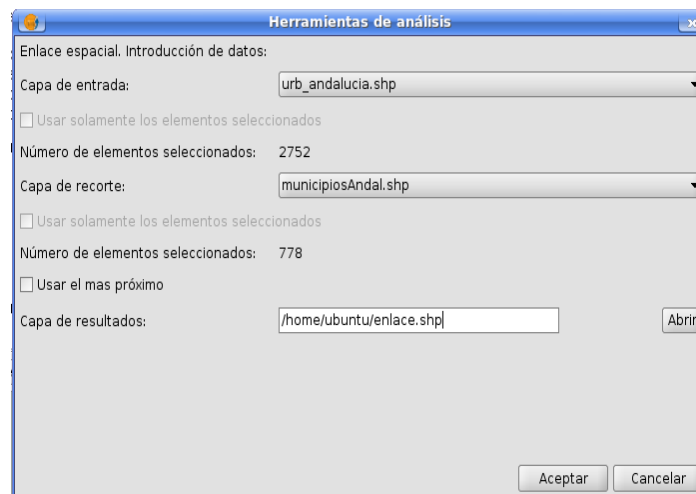 Herramientas de análisis
Enlace espacial. Introducción de datos:
Capa de entrada: urb_andalucia.shp
Usar solamente los elementos seleccionados
Número de elementos seleccionados: 2752
Capa de recorte: municipiosAndal.shp
Usar solamente los elementos seleccionados
Número de elementos seleccionados: 778
Usar el mas próximo
Capa de resultados: /home/ubuntu/enlace.shp Abrir
Aceptar Cancelar